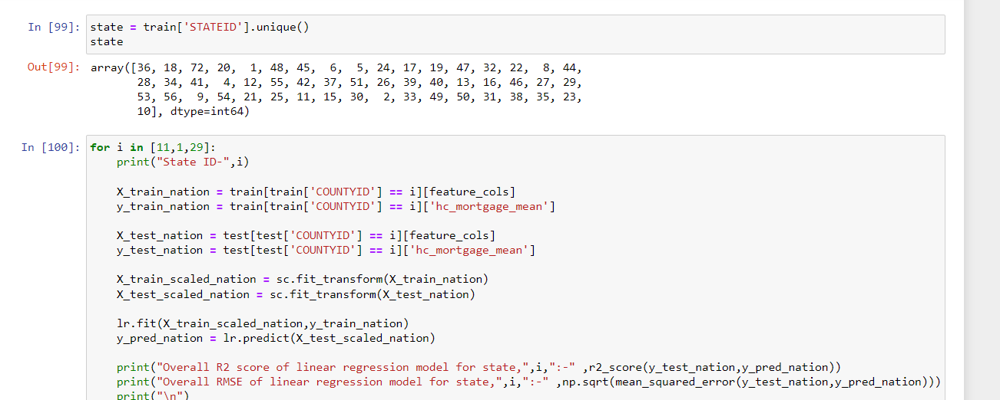 In [99]: state = train['STATEID'].unique()
state
Out[99]: array([36, 18, 72, 20,  1, 48, 45,  6,  5, 24, 17, 19, 47, 32, 22,  8, 44,
28, 34, 41,  4, 12, 55, 42, 37, 51, 26, 39, 40, 13, 16, 46, 27, 29,
53, 56,  9, 54, 21, 25, 11, 15, 30,  2, 33, 49, 50, 31, 38, 35, 23,
10], dtype=int64)
In [100]: for i in [11,1,29]:
print("State ID-",i)
X_train_nation = train[train['COUNTYID'] == i][feature_cols]
y_train_nation = train[train['COUNTYID'] == i]['hc_mortgage_mean']
X_test_nation = test[test['COUNTYID'] == i][feature_cols]
y_test_nation = test[test['COUNTYID'] == i]['hc_mortgage_mean']
X_train_scaled_nation = sc.fit_transform(X_train_nation)
X_test_scaled_nation = sc.fit_transform(X_test_nation)
lr.fit(X_train_scaled_nation,y_train_nation)
y_pred_nation = lr.predict(X_test_scaled_nation)
print("Overall R2 score of linear regression model for state,",i,":-" ,r2_score(y_test_nation,y_pred_nation))
print("Overall RMSE of linear regression model for state,",i,":-" ,np.sqrt(mean_squared_error(y_test_nation,y_pred_nation)))
print("\n")